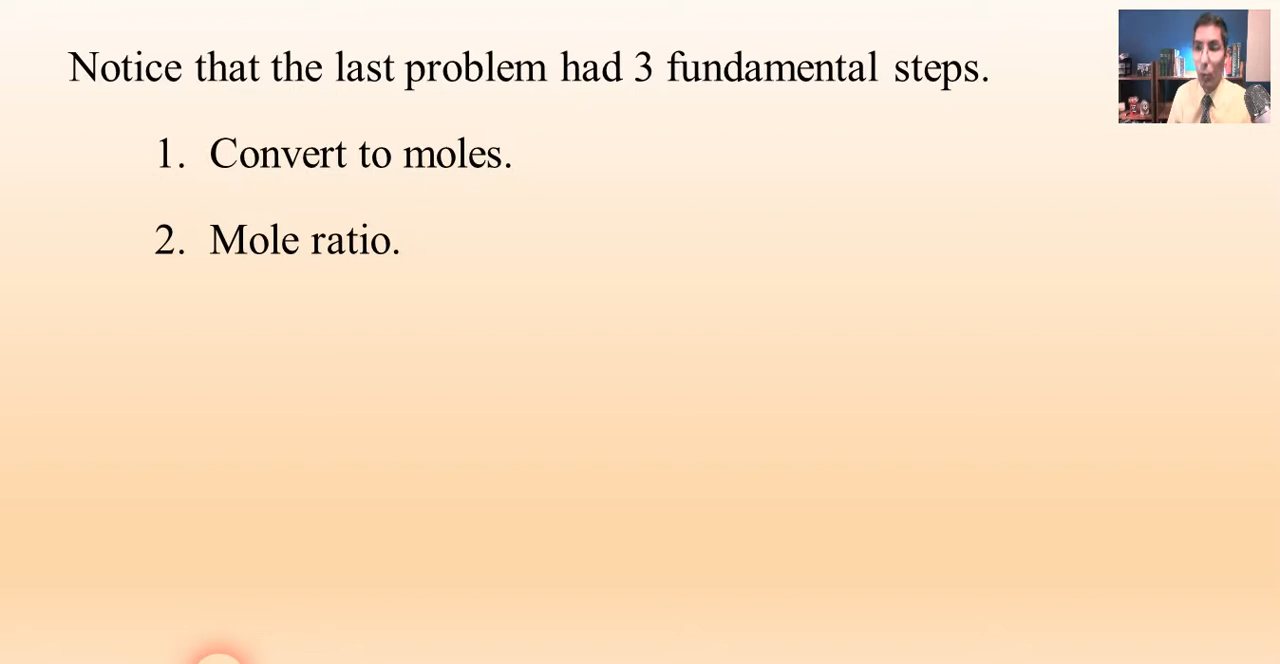 Notice that the last problem had 3 fundamental steps.
1. Convert to moles.
2. Mole ratio.